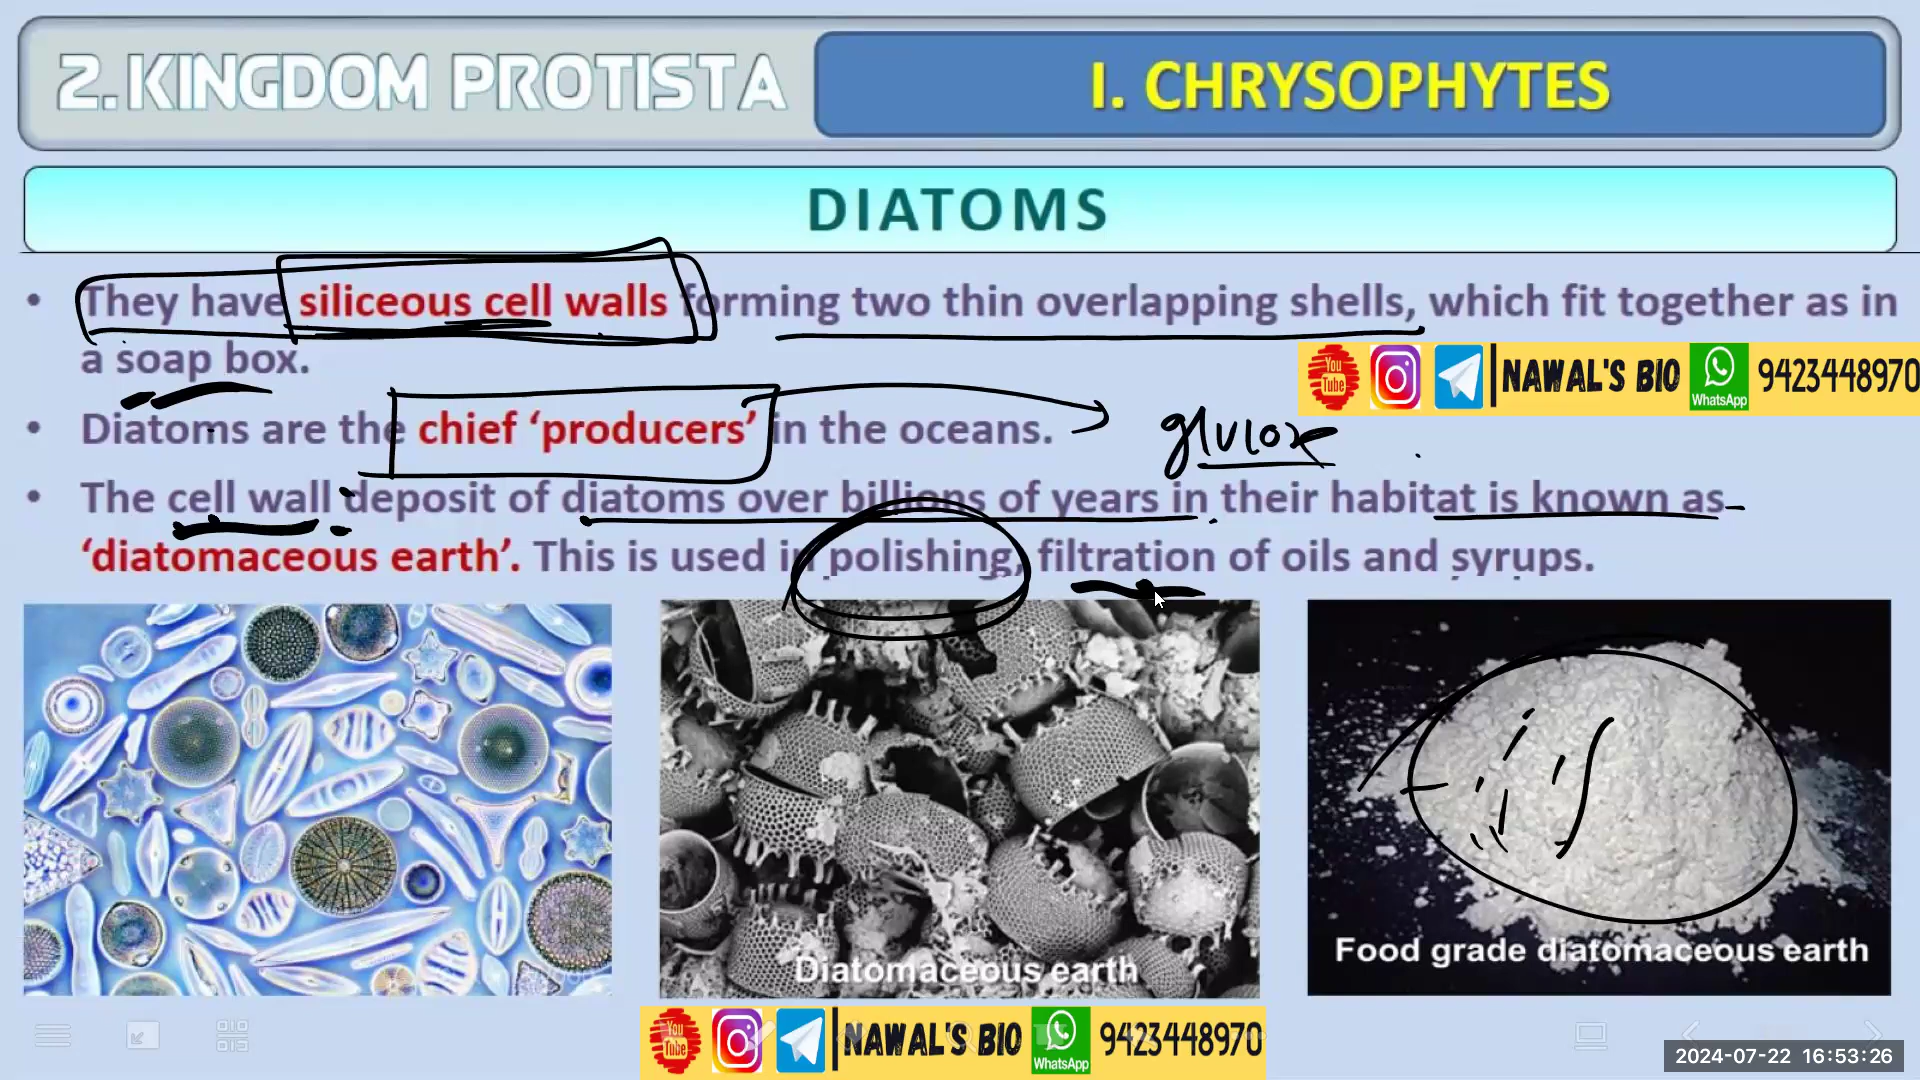 2. KINGDOM PROTISTA
I. CHRYSOPHYTES
DIATOMS
• They have siliceous cell walls forming two thin overlapping shells, which fit together as in
a soap box.
You Tube NAWAL'S BIO WhatsApp 9423448970
• Diatoms are the chief ‘producers’ in the oceans.
• The cell wall deposit of diatoms over billions of years in their habitat is known as
‘diatomaceous earth’. This is used in polishing, filtration of oils and syrups.
Diatomaceous earth
Food grade diatomaceous earth
You Tube NAWAL'S BIO WhatsApp 9423448970
2024-07-22 16:53:26